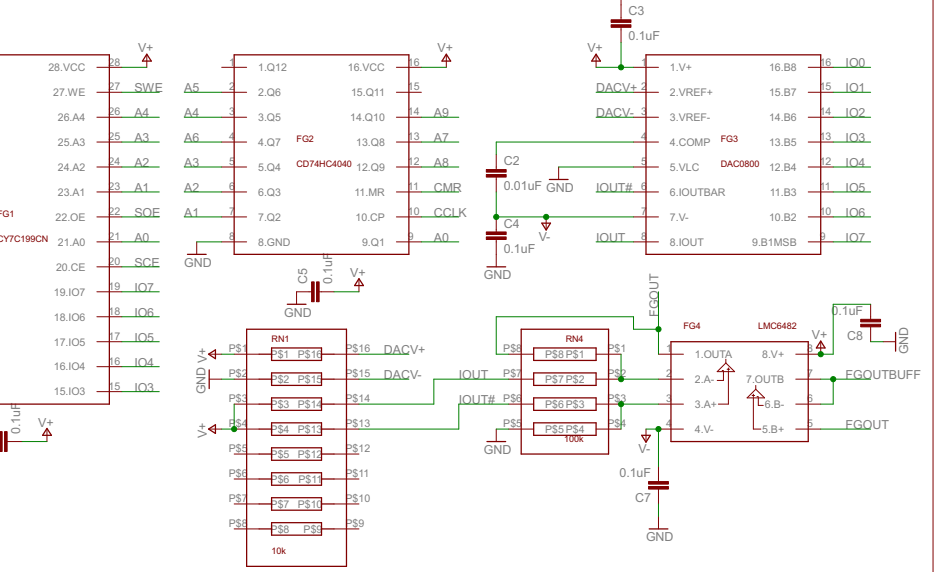 C3
0.1uF
V+
V+
V+
28.VCC
28
27.WE
27
SWE
26.A4
26
A4
25.A3
25
A3
24.A2
24
A2
23.A1
23
A1
22.OE
22
SOE
21.A0
21
A0
20.CE
20
SCE
19.IO7
19
IO7
18.IO6
18
IO6
17.IO5
17
IO5
16.IO4
16
IO4
15.IO3
15
IO3
FG1
CY7C199CN
0.1uF
V+
1
1.Q12
16.VCC
16
A5
2
2.Q6
15.Q11
15
A4
3
3.Q5
14.Q10
14
A9
A6
4
4.Q7
FG2
13.Q8
13
A7
A3
5
5.Q4
CD74HC4040
12.Q9
12
A8
A2
6
6.Q3
11.MR
11
CMR
A1
7
7.Q2
10.CP
10
CCLK
8
8.GND
9.Q1
9
A0
GND
C5
0.1uF
V+
GND
1
1.V+
16.B8
16
IO0
DACV+
2
2.VREF+
15.B7
15
IO1
DACV-
3
3.VREF-
14.B6
14
IO2
4
4.COMP
FG3
13.B5
13
IO3
5
5.VLC
DAC0800
12.B4
12
IO4
IOUT#
6
6.IOUTBAR
11.B3
11
IO5
7
7.V-
10.B2
10
IO6
IOUT
8
8.IOUT
9.B1MSB
9
IO7
C2
0.01uF
GND
C4
0.1uF
V-
GND
RN1
V+
P$1
P$1
P$16
P$16
DACV+
GND
P$2
P$2
P$15
P$15
DACV-
P$3
P$3
P$14
P$14
V+
P$4
P$4
P$13
P$13
P$5
P$5
P$12
P$12
P$6
P$6
P$11
P$11
P$7
P$7
P$10
P$10
P$8
P$8
P$9
P$9
10k
FGOUT
RN4
P$8
P$8
P$1
P$1
IOUT
P$7
P$7
P$2
P$2
IOUT#
P$6
P$6
P$3
P$3
P$5
P$5
P$4
P$4
100k
GND
FG4
LMC6482
1
1.OUTA
8.V+
8
2
2.A-
7.OUTB
7
3
3.A+
6.B-
6
4
4.V-
5.B+
5
V+
0.1uF
C8
GND
FGOUTBUFF
FGOUT
V-
0.1uF
C7
GND